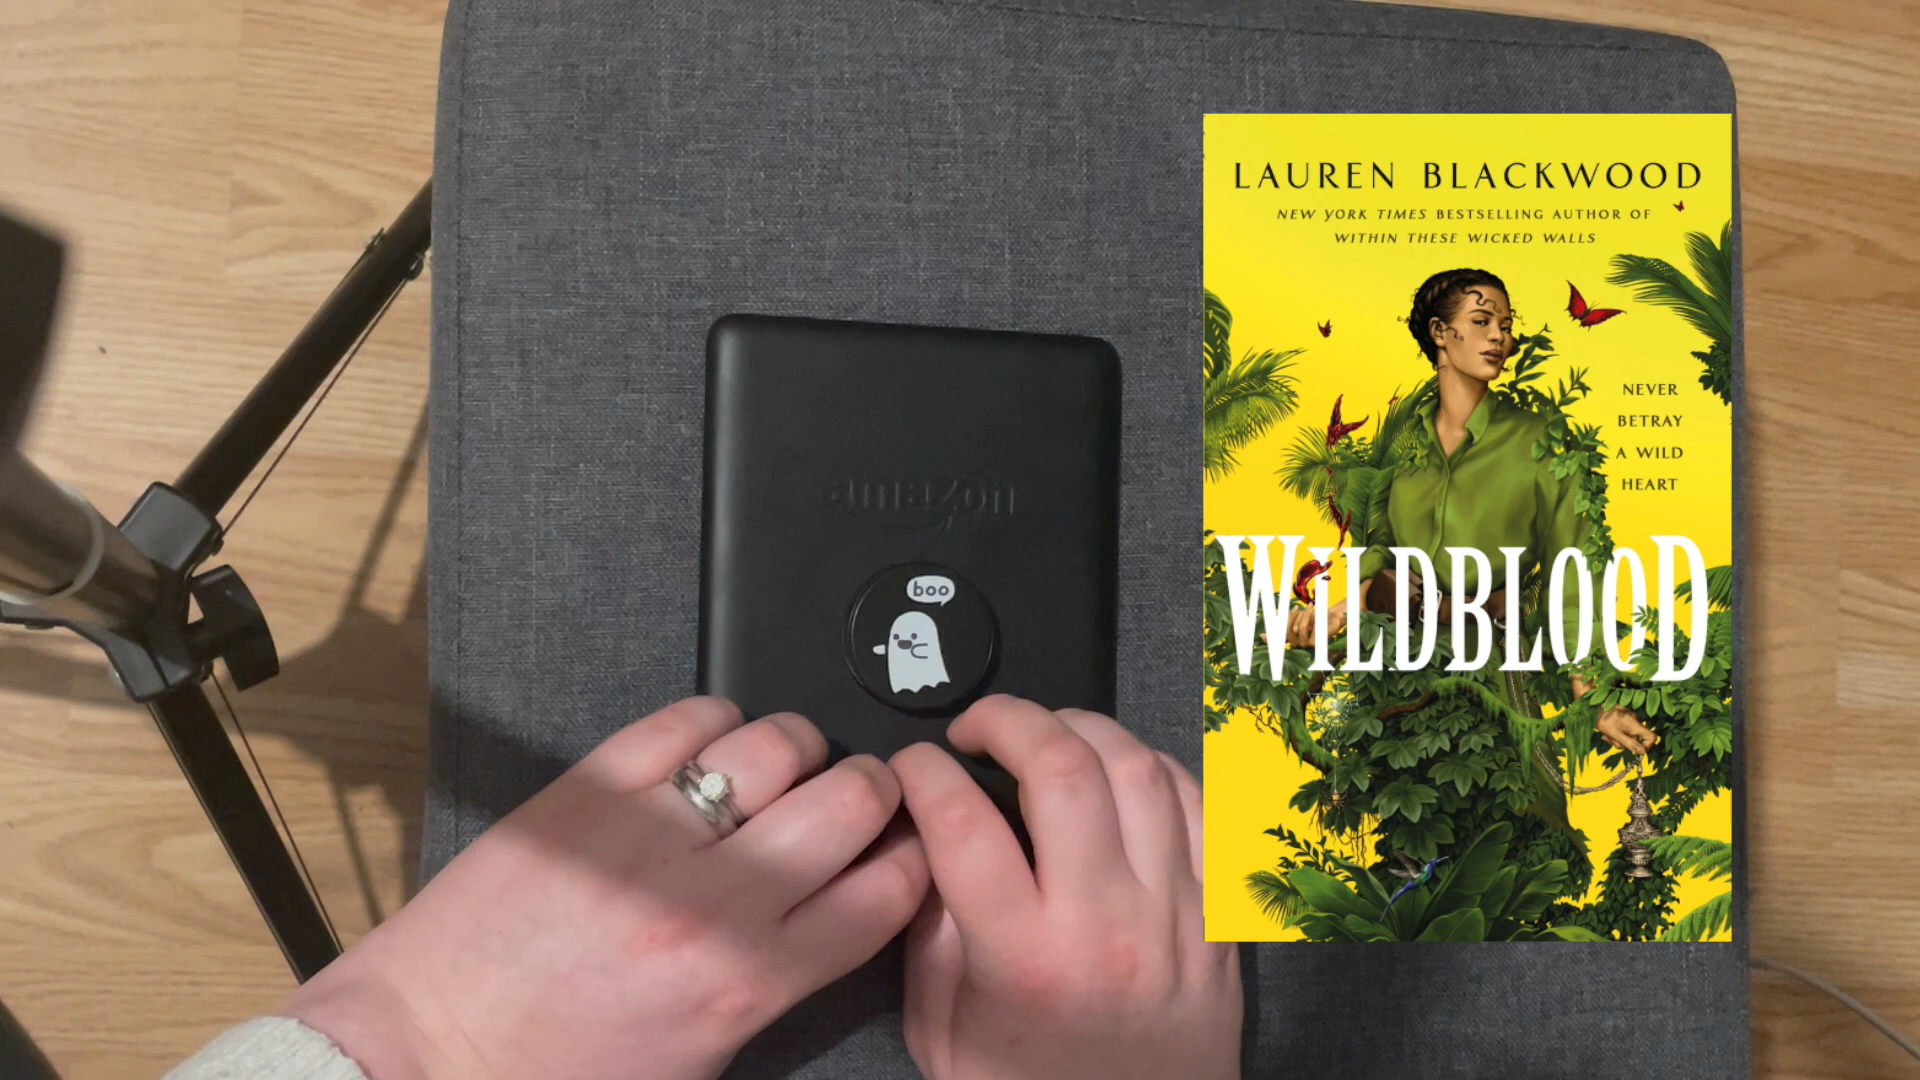 amazon
boo
LAUREN BLACKWOOD
NEW YORK TIMES BESTSELLING AUTHOR OF
WITHIN THESE WICKED WALLS
NEVER
BETRAY
A WILD
HEART
WILDBLOOD